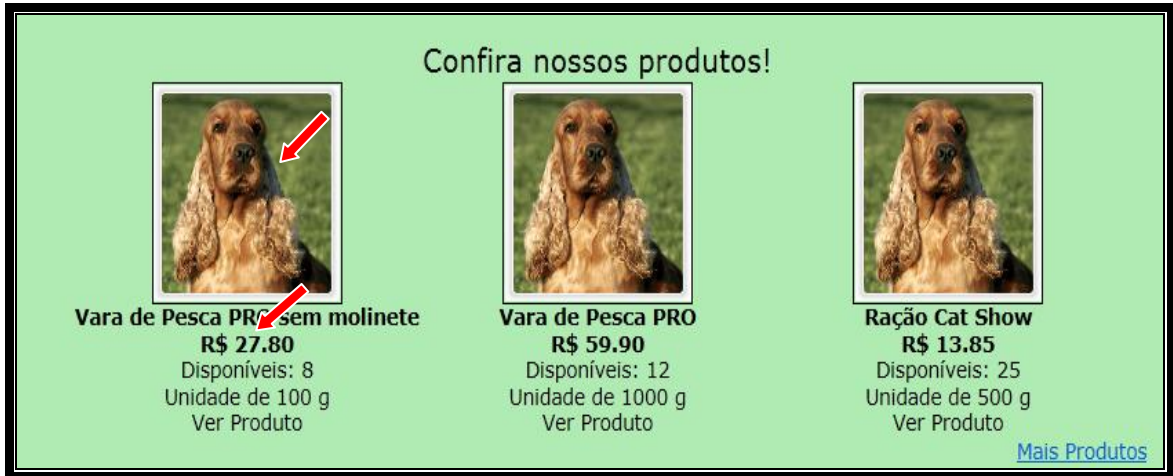 Confira nossos produtos!
Vara de Pesca PRO sem molinete
R$ 27.80
Disponíveis: 8
Unidade de 100 g
Ver Produto
Vara de Pesca PRO
R$ 59.90
Disponíveis: 12
Unidade de 1000 g
Ver Produto
Ração Cat Show
R$ 13.85
Disponíveis: 25
Unidade de 500 g
Ver Produto
Mais Produtos